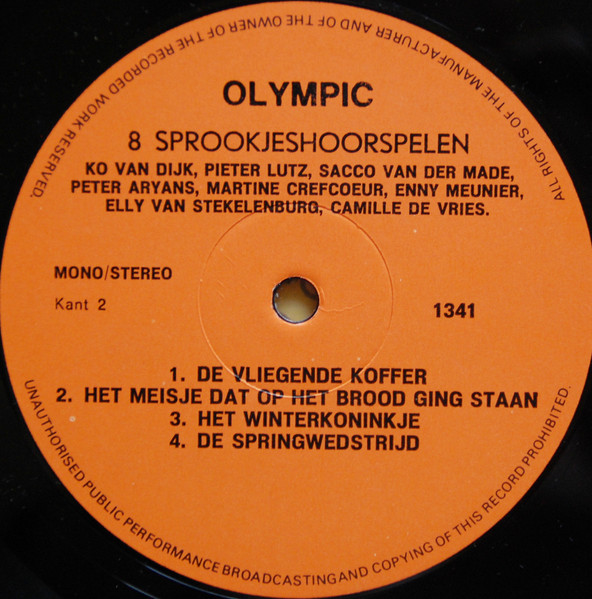 ALL RIGHTS OF THE MANUFACTURER AND OF THE OWNER OF THE RECORDED WORK RESERVED.
OLYMPIC
8 SPROOKJESHOORSPELEN
KO VAN DIJK, PIETER LUTZ, SACCO VAN DER MADE,
PETER ARYANS, MARTINE CREFCOEUR, ENNY MEUNIER,
ELLY VAN STEKELENBURG, CAMILLE DE VRIES.
MONO/STEREO
Kant 2
1341
1. DE VLIEGENDE KOFFER
2. HET MEISJE DAT OP HET BROOD GING STAAN
3. HET WINTERKONINKJE
4. DE SPRINGWEDSTRIJD
UNAUTHORISED PUBLIC PERFORMANCE BROADCASTING AND COPYING OF THIS RECORD PROHIBITED.